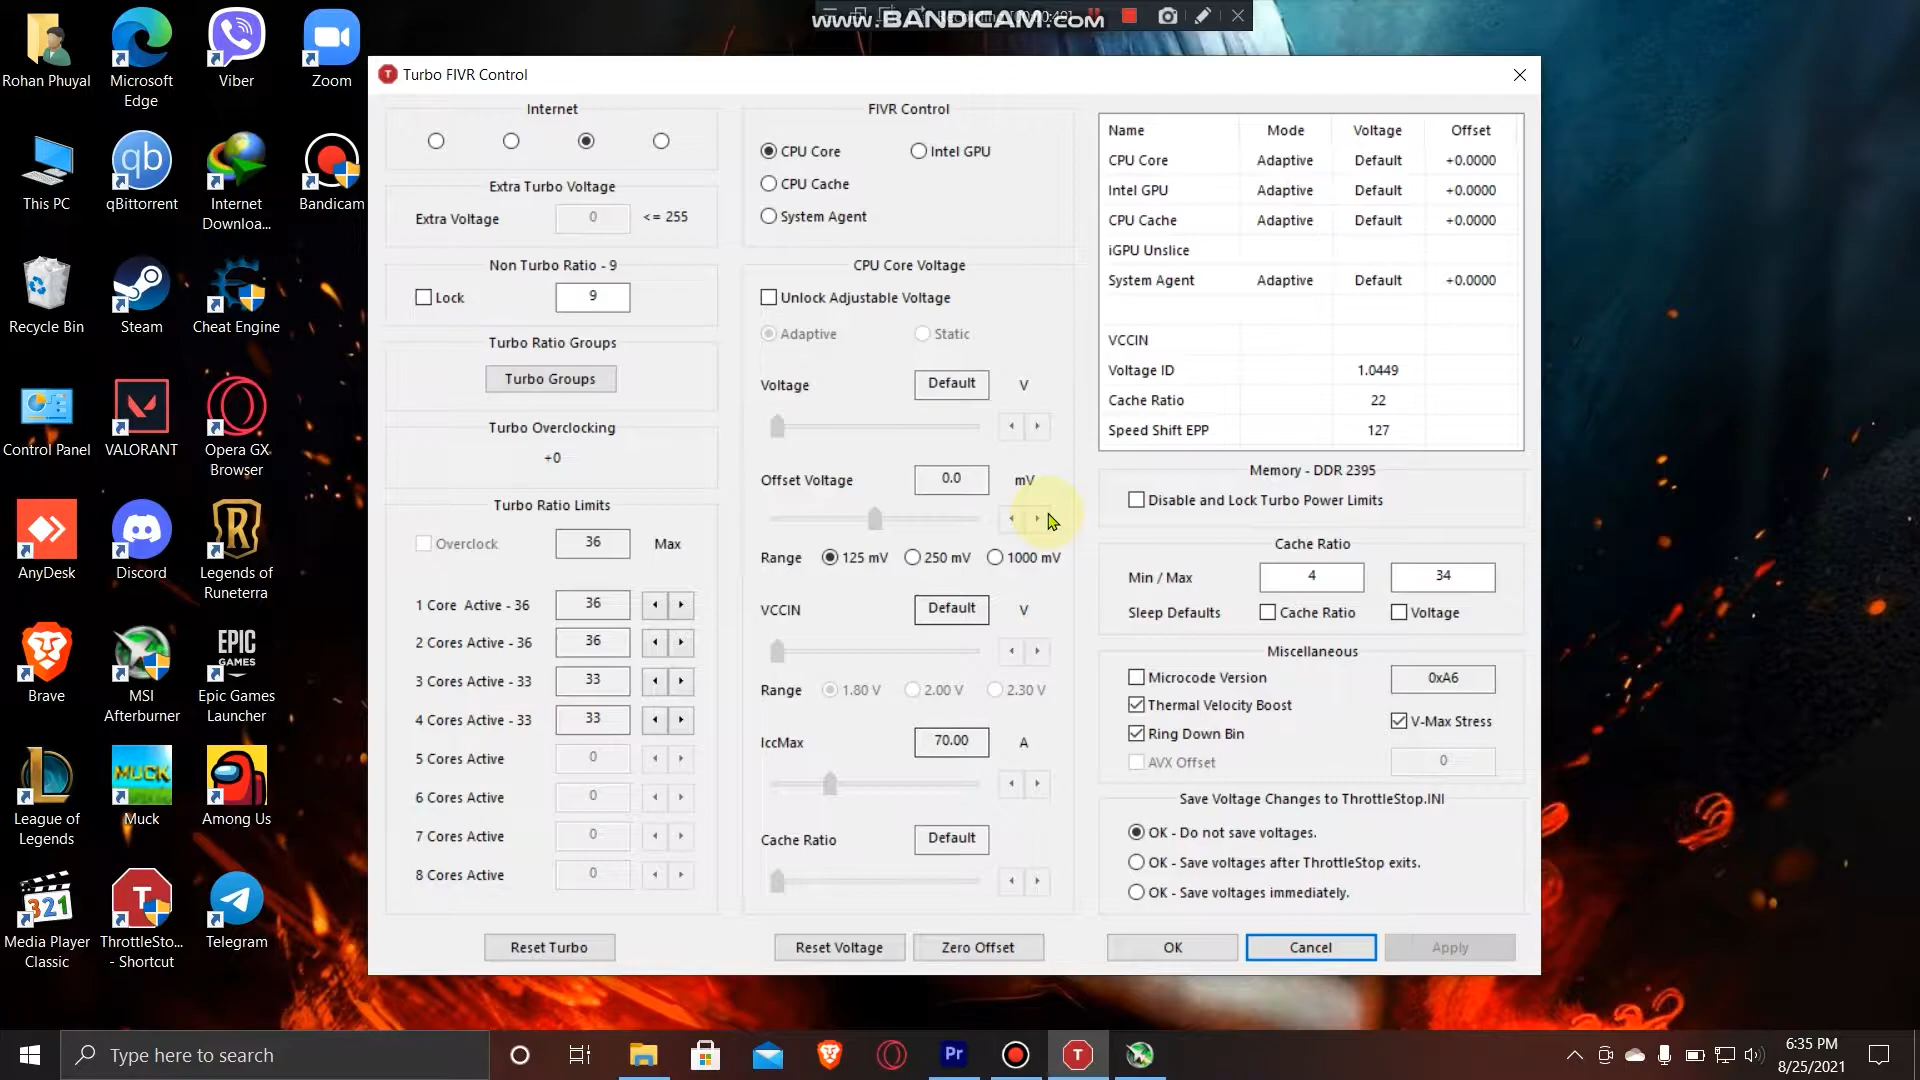 www.BANDICAM.com
Rohan Phuyal
Microsoft
Edge
Viber
Zoom
This PC
qb
qBittorrent
Internet
Downloa...
Bandicam
Recycle Bin
Steam
Cheat Engine
Control Panel
VALORANT
Opera GX
Browser
AnyDesk
Discord
Legends of
Runeterra
Brave
MSI
Afterburner
EPIC
GAMES
Epic Games
Launcher
League of
Legends
MUCK
Muck
Among Us
321
Media Player
Classic
T
ThrottleSto...
- Shortcut
Telegram
T Turbo FIVR Control
Internet
Extra Turbo Voltage
Extra Voltage 0 <= 255
Non Turbo Ratio - 9
Lock 9
Turbo Ratio Groups
Turbo Groups
Turbo Overclocking
+0
Turbo Ratio Limits
Overclock 36 Max
1 Core Active - 36 36
2 Cores Active - 36 36
3 Cores Active - 33 33
4 Cores Active - 33 33
5 Cores Active 0
6 Cores Active 0
7 Cores Active 0
8 Cores Active 0
Reset Turbo
FIVR Control
CPU Core Intel GPU
CPU Cache
System Agent
CPU Core Voltage
Unlock Adjustable Voltage
Adaptive Static
Voltage Default V
Offset Voltage 0.0 mV
Range 125 mV 250 mV 1000 mV
VCCIN Default V
Range 1.80 V 2.00 V 2.30 V
IccMax 70.00 A
Cache Ratio Default
Reset Voltage Zero Offset
Name Mode Voltage Offset
CPU Core Adaptive Default +0.0000
Intel GPU Adaptive Default +0.0000
CPU Cache Adaptive Default +0.0000
iGPU Unslice
System Agent Adaptive Default +0.0000
VCCIN
Voltage ID 1.0449
Cache Ratio 22
Speed Shift EPP 127
Memory - DDR 2395
Disable and Lock Turbo Power Limits
Cache Ratio
Min / Max 4 34
Sleep Defaults Cache Ratio Voltage
Miscellaneous
Microcode Version 0xA6
Thermal Velocity Boost
V-Max Stress
Ring Down Bin
AVX Offset 0
Save Voltage Changes to ThrottleStop.INI
OK - Do not save voltages.
OK - Save voltages after ThrottleStop exits.
OK - Save voltages immediately.
OK Cancel Apply
Type here to search
Pr
T
6:35 PM
8/25/2021